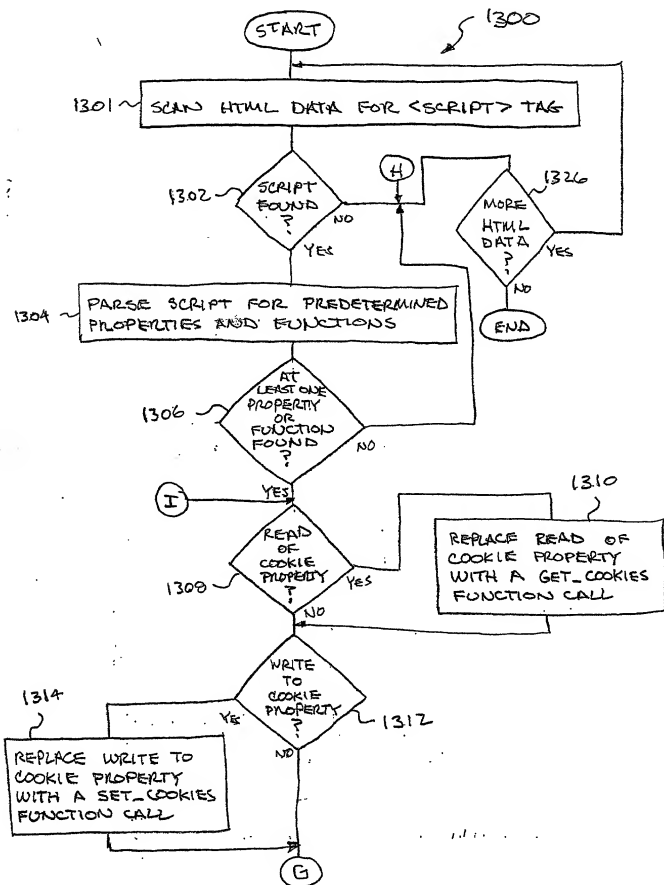 START
1300
1301
SCAN HTML DATA FOR <SCRIPT> TAG
1302
SCRIPT
FOUND
?
NO
YES
H
1326
MORE
HTML
DATA
?
YES
NO
END
1304
PARSE SCRIPT FOR PREDETERMINED
PROPERTIES AND FUNCTIONS
1306
AT
LEAST ONE
PROPERTY
OR
FUNCTION
FOUND
?
NO
YES
I
1308
READ
OF
COOKIE
PROPERTY
?
YES
NO
1310
REPLACE READ OF
COOKIE PROPERTY
WITH A GET_COOKIES
FUNCTION CALL
WRITE
TO
COOKIE
PROPERTY
?
1312
YES
NO
1314
REPLACE WRITE TO
COOKIE PROPERTY
WITH A SET_COOKIES
FUNCTION CALL
G